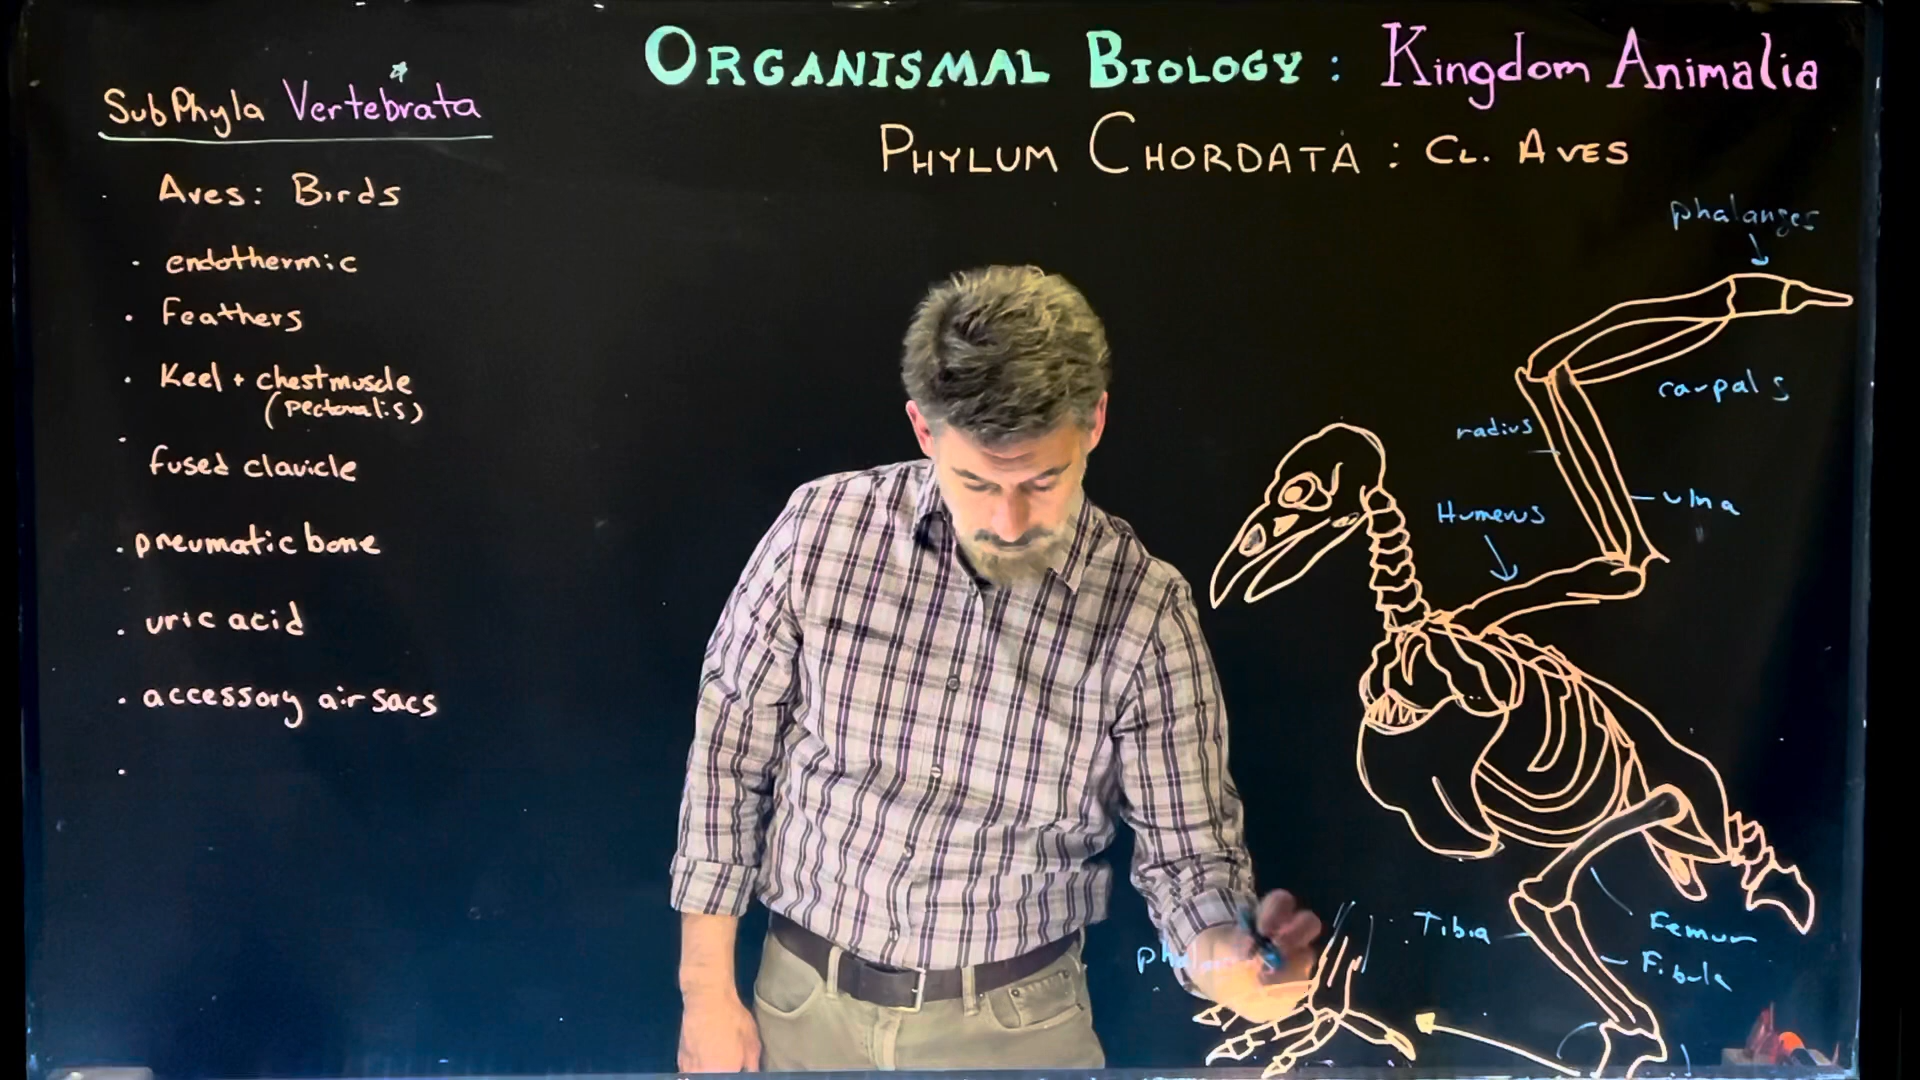 ORGANISMAL BIOLOGY : Kingdom Animalia
PHYLUM CHORDATA : CL. AVES
SubPhyla Vertebrata
Aves: Birds
· endothermic
· Feathers
· Keel + chestmuscle
(pectoralis)
· fused clavicle
· pneumatic bone
· uric acid
· accessory air sacs
·
phalanges
carpals
radius
ulna
Humerus
Tibia
Femur
Fibula